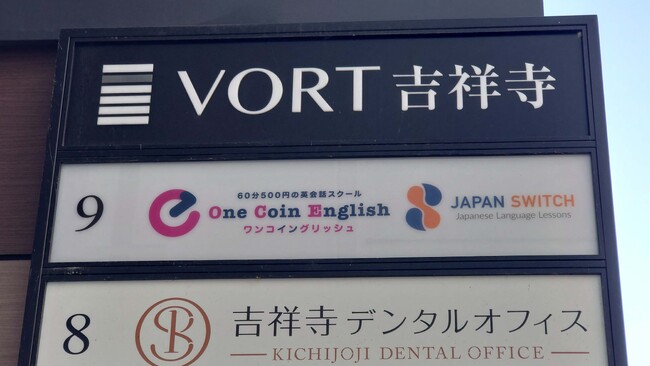 VORT 吉祥寺
9
60分500円の英会話スクール
One Coin English
ワンコイングリッシュ
JAPAN SWITCH
Japanese Language Lessons
8
吉祥寺デンタルオフィス
KICHIJOJI DENTAL OFFICE